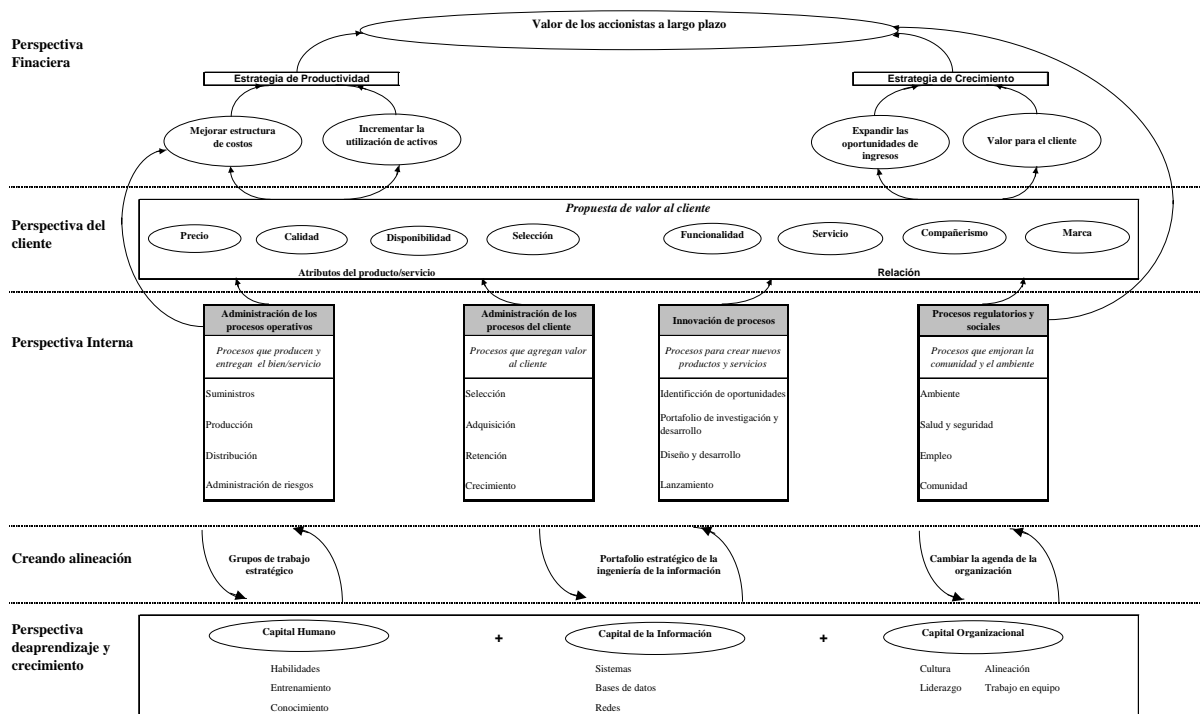 Valor de los accionistas a largo plazo
Perspectiva
Finaciera
Estrategia de Productividad
Estrategia de Crecimiento
Mejorar estructura
de costos
Incrementar la
utilización de activos
Expandir las
oportunidades de
ingresos
Valor para el cliente
Perspectiva del
cliente
Propuesta de valor al cliente
Precio
Calidad
Disponibilidad
Selección
Funcionalidad
Servicio
Compañerismo
Marca
Atributos del producto/servicio
Relación
Perspectiva Interna
Administración de los
procesos operativos
Procesos que producen y
entregan el bien/servicio
Suministros
Producción
Distribución
Administración de riesgos
Administración de los
procesos del cliente
Procesos que agregan valor
al cliente
Selección
Adquisición
Retención
Crecimiento
Innovación de procesos
Procesos para crear nuevos
productos y servicios
Identificción de oportunidades
Portafolio de investigación y
desarrollo
Diseño y desarrollo
Lanzamiento
Procesos regulatorios y
sociales
Procesos que emjoran la
comunidad y el ambiente
Ambiente
Salud y seguridad
Empleo
Comunidad
Creando alineación
Grupos de trabajo
estratégico
Portafolio estratégico de la
ingeniería de la información
Cambiar la agenda de la
organización
Perspectiva
deaprendizaje y
crecimiento
Capital Humano
+
Capital de la Información
+
Capital Organizacional
Habilidades
Entrenamiento
Conocimiento
Sistemas
Bases de datos
Redes
Cultura Alineación
Liderazgo Trabajo en equipo